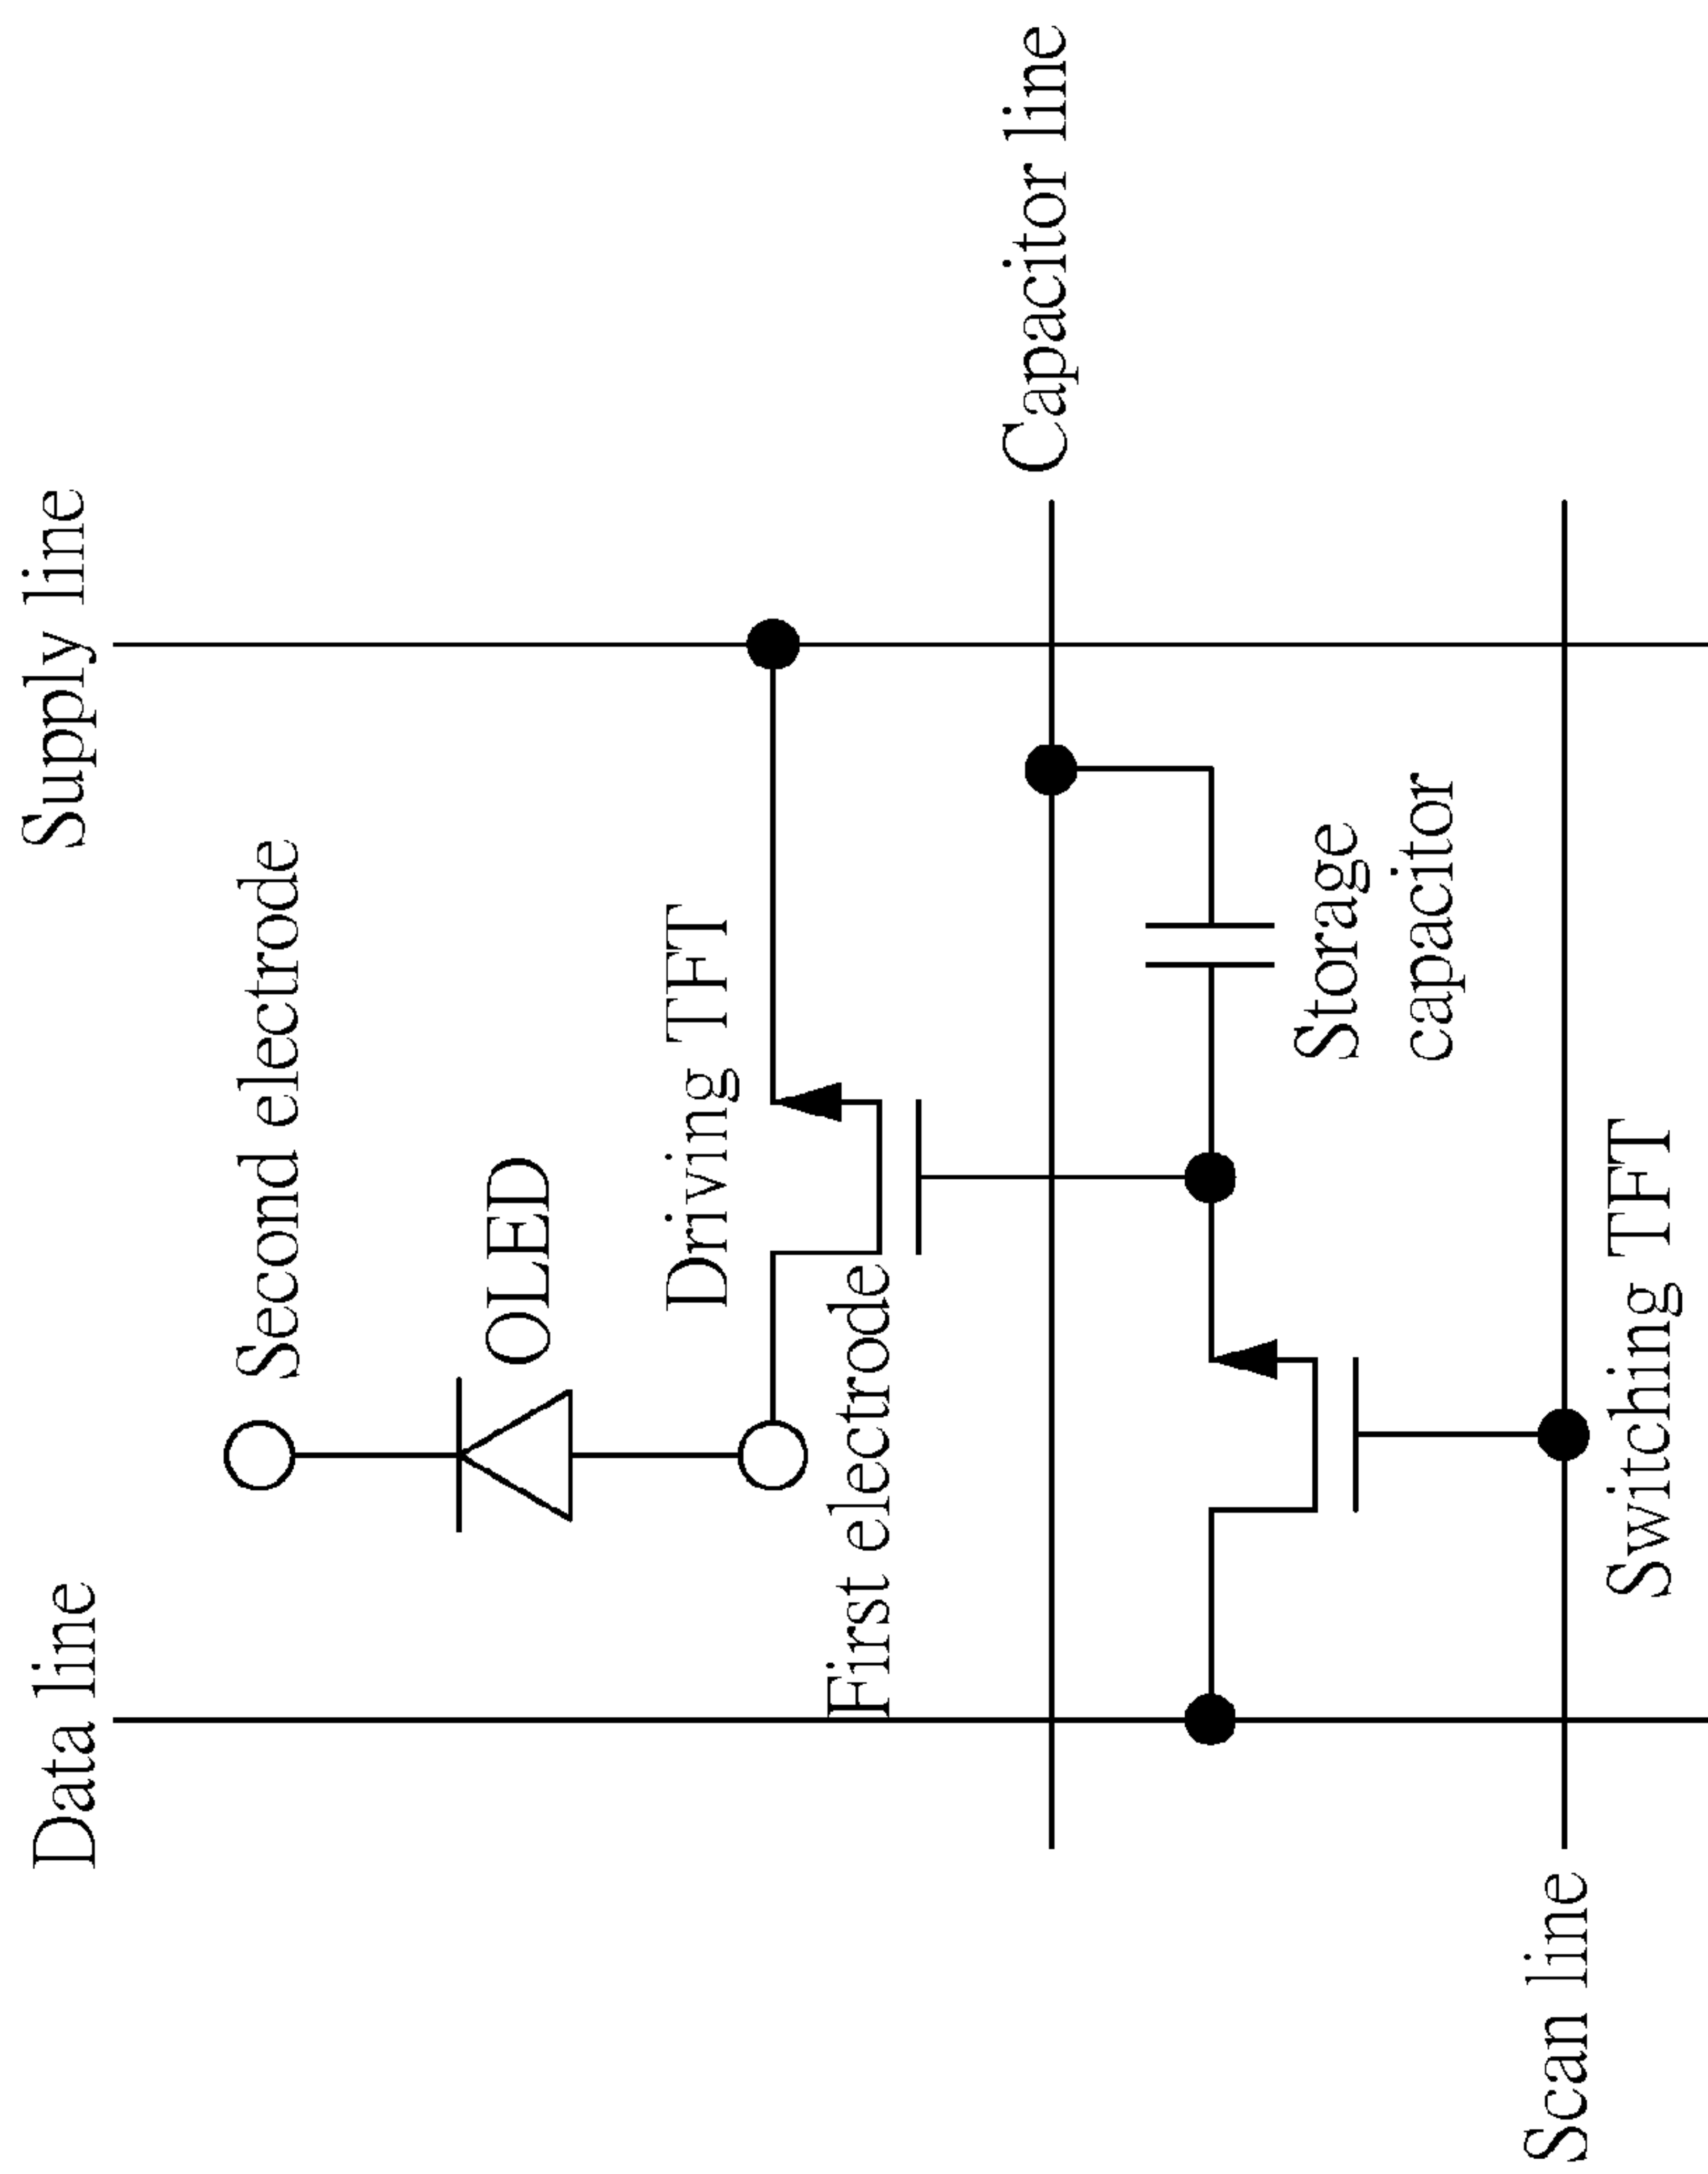 Data line
Supply line
Second electrode
OLED
Driving TFT
First electrode
Capacitor line
Storage
capacitor
Scan line
Switching TFT